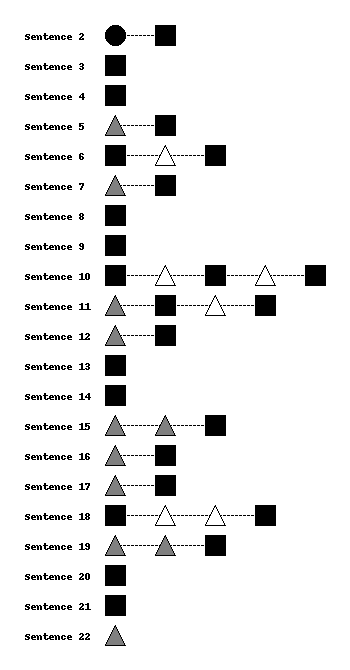 Sentence 2
Sentence 3
Sentence 4
Sentence 5
Sentence 6
Sentence 7
Sentence 8
Sentence 9
Sentence 10
Sentence 11
Sentence 12
Sentence 13
Sentence 14
Sentence 15
Sentence 16
Sentence 17
Sentence 18
Sentence 19
Sentence 20
Sentence 21
Sentence 22